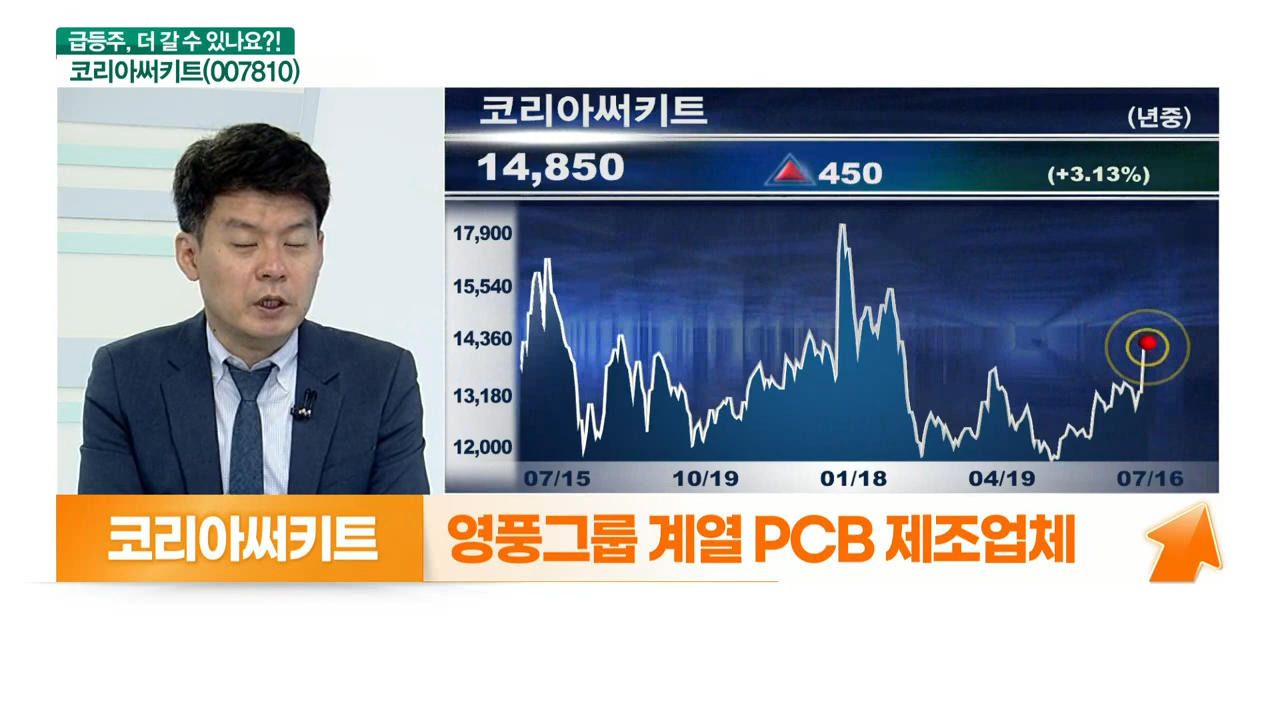 급등주, 더 갈 수 있나요?!
코리아써키트(007810)
코리아써키트 (년중)
14,850 450 (+3.13%)
17,900
15,540
14,360
13,180
12,000
07/15 10/19 01/18 04/19 07/16
코리아써키트
영풍그룹 계열 PCB 제조업체